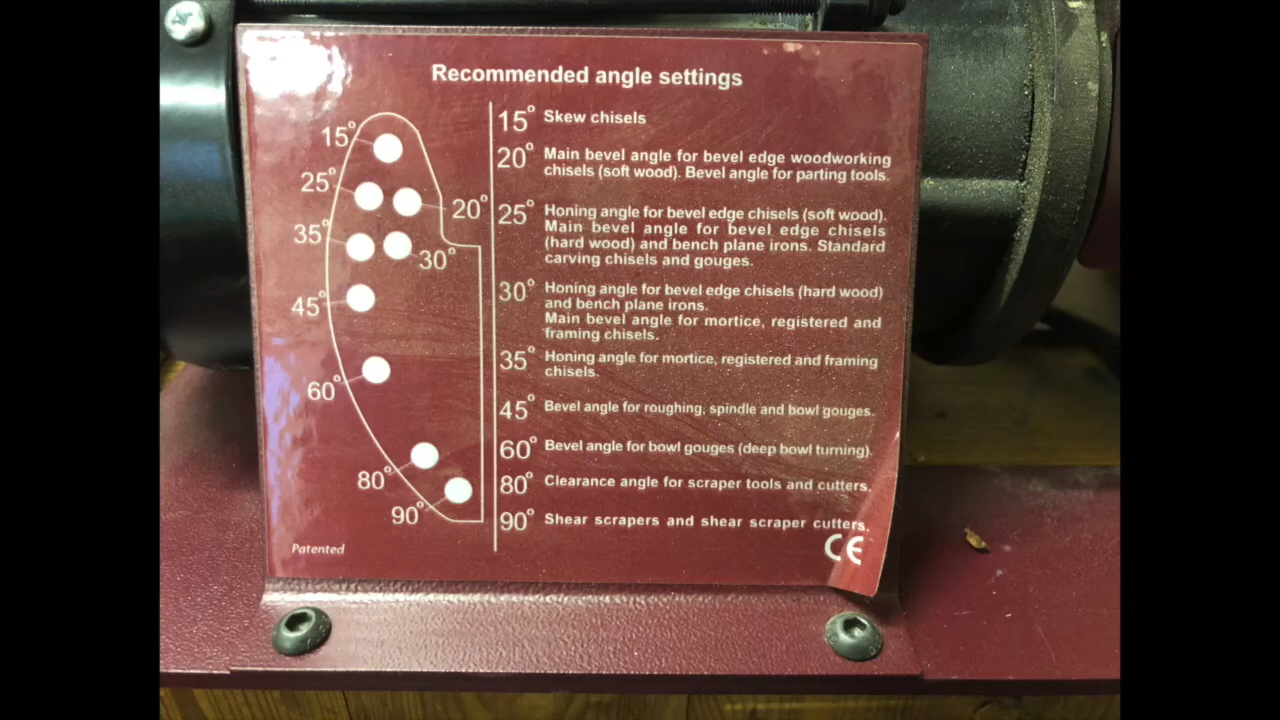 Recommended angle settings
15°
25°
20°
35°
30°
45°
60°
80°
90°
Patented
15° Skew chisels
20° Main bevel angle for bevel edge woodworking
chisels (soft wood). Bevel angle for parting tools.
25° Honing angle for bevel edge chisels (soft wood).
Main bevel angle for bevel edge chisels
(hard wood) and bench plane irons. Standard
carving chisels and gouges.
30° Honing angle for bevel edge chisels (hard wood)
and bench plane irons.
Main bevel angle for mortice, registered and
framing chisels.
35° Honing angle for mortice, registered and framing
chisels.
45° Bevel angle for roughing, spindle and bowl gouges.
60° Bevel angle for bowl gouges (deep bowl turning).
80° Clearance angle for scraper tools and cutters.
90° Shear scrapers and shear scraper cutters.
CE